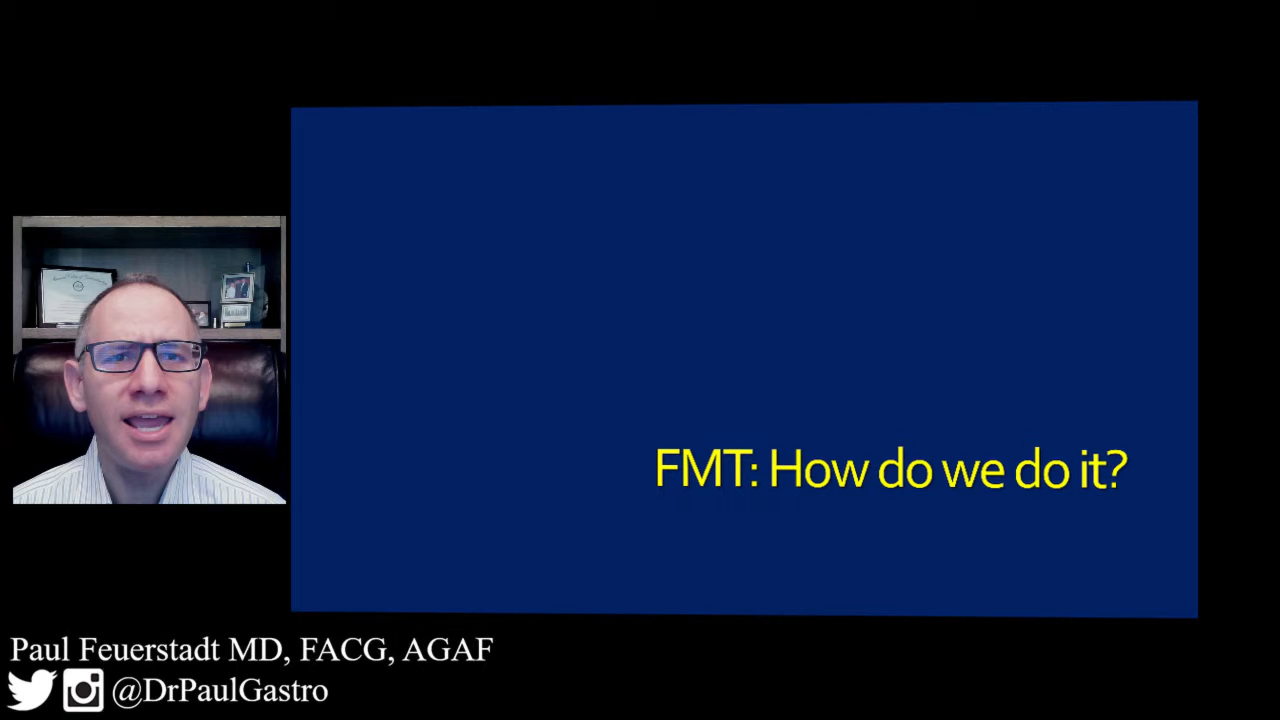 FMT: How do we do it?
Paul Feuerstadt MD, FACG, AGAF
@DrPaulGastro